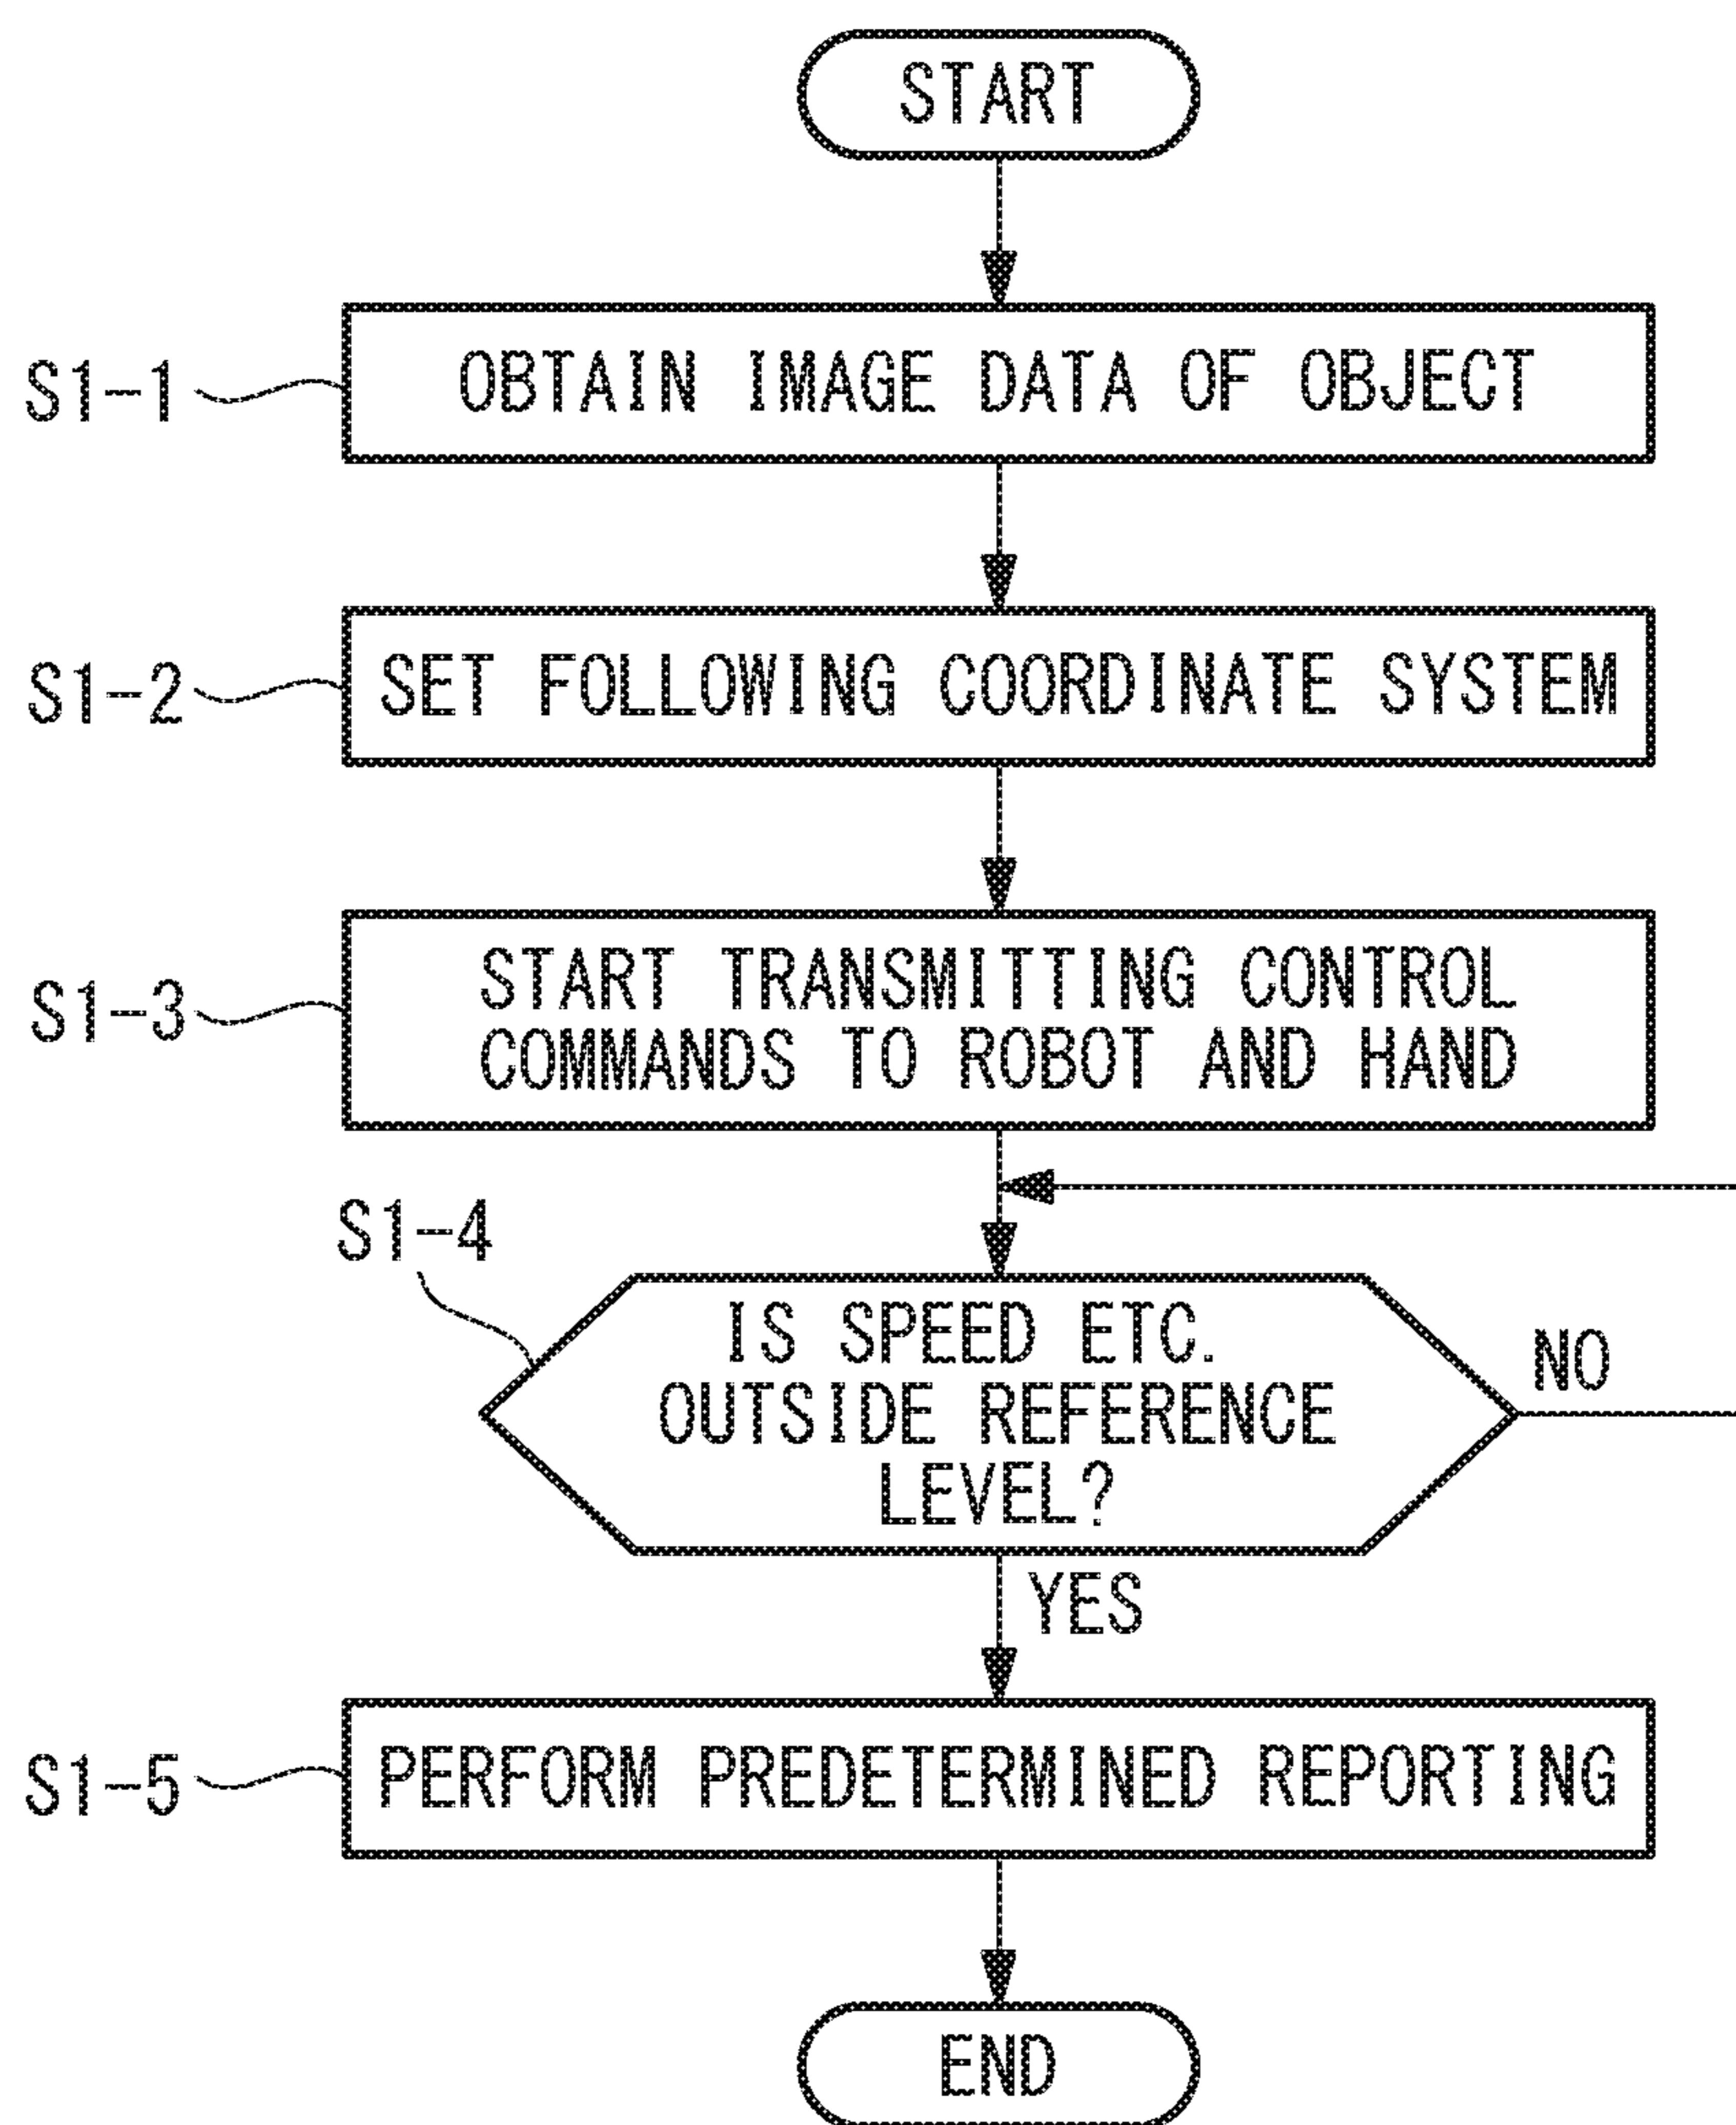 START
S1-1
OBTAIN IMAGE DATA OF OBJECT
S1-2
SET FOLLOWING COORDINATE SYSTEM
S1-3
START TRANSMITTING CONTROL
COMMANDS TO ROBOT AND HAND
S1-4
IS SPEED ETC.
OUTSIDE REFERENCE
LEVEL?
NO
YES
S1-5
PERFORM PREDETERMINED REPORTING
END